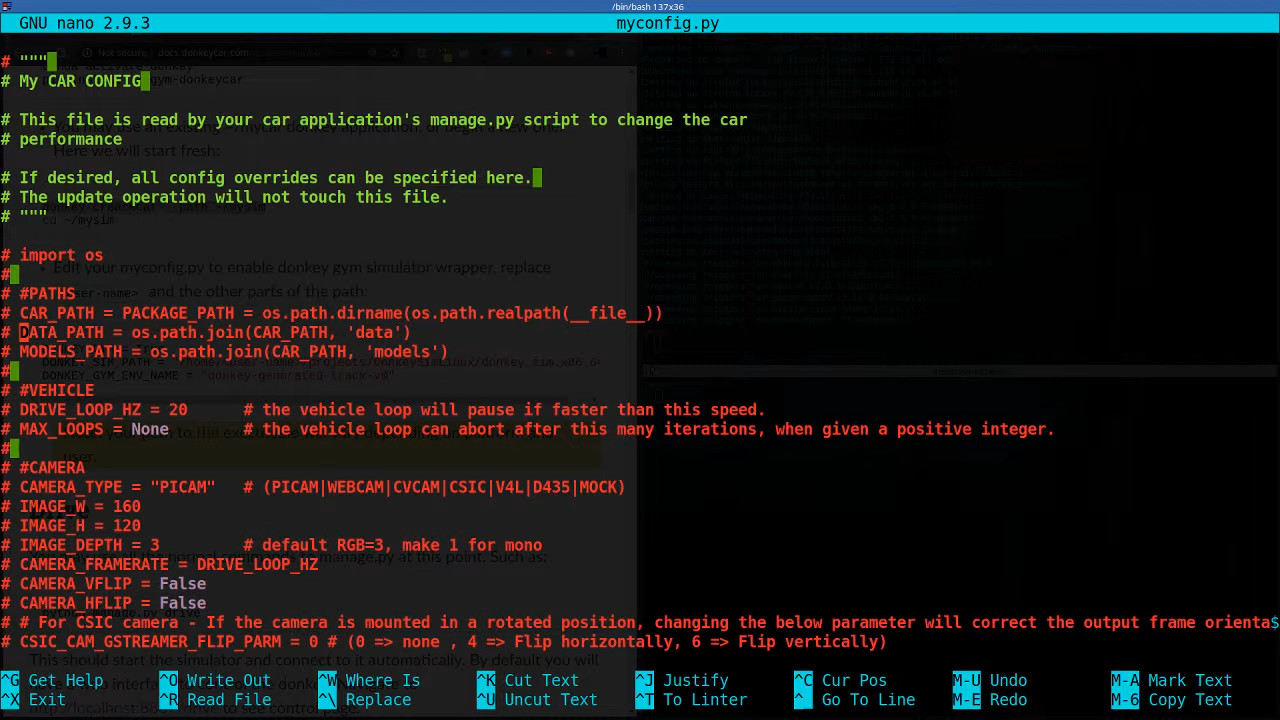 /bin/bash 137x36
GNU nano 2.9.3 myconfig.py
# """
# My CAR CONFIG
# This file is read by your car application's manage.py script to change the car
# performance
# If desired, all config overrides can be specified here.
# The update operation will not touch this file.
# """
# import os
#
# #PATHS
# CAR_PATH = PACKAGE_PATH = os.path.dirname(os.path.realpath(__file__))
# DATA_PATH = os.path.join(CAR_PATH, 'data')
# MODELS_PATH = os.path.join(CAR_PATH, 'models')
#
# #VEHICLE
# DRIVE_LOOP_HZ = 20      # the vehicle loop will pause if faster than this speed.
# MAX_LOOPS = None        # the vehicle loop can abort after this many iterations, when given a positive integer.
#
# #CAMERA
# CAMERA_TYPE = "PICAM"   # (PICAM|WEBCAM|CVCAM|CSIC|V4L|D435|MOCK)
# IMAGE_W = 160
# IMAGE_H = 120
# IMAGE_DEPTH = 3         # default RGB=3, make 1 for mono
# CAMERA_FRAMERATE = DRIVE_LOOP_HZ
# CAMERA_VFLIP = False
# CAMERA_HFLIP = False
# # For CSIC camera - If the camera is mounted in a rotated position, changing the below parameter will correct the output frame orienta$
# CSIC_CAM_GSTREAMER_FLIP_PARM = 0 # (0 => none , 4 => Flip horizontally, 6 => Flip vertically)
^G Get Help ^O Write Out ^W Where Is ^K Cut Text ^J Justify ^C Cur Pos M-U Undo M-A Mark Text
^X Exit ^R Read File ^\ Replace ^U Uncut Text ^T To Linter ^_ Go To Line M-E Redo M-6 Copy Text